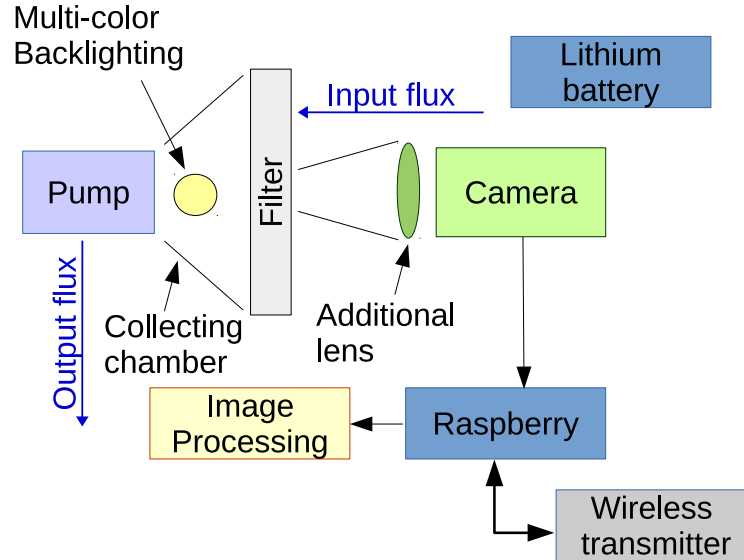 Multi-color
Backlighting
Lithium
battery
Input flux
Pump
Filter
Camera
Output flux
Collecting
chamber
Additional
lens
Image
Processing
Raspberry
Wireless
transmitter